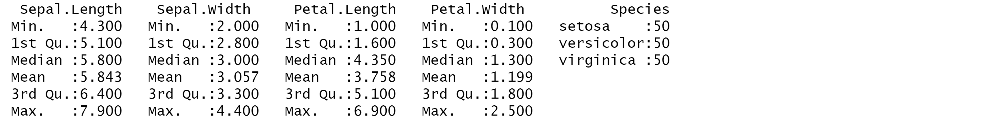 Sepal.Length Sepal.Width Petal.Length Petal.Width Species
Min. :4.300 Min. :2.000 Min. :1.000 Min. :0.100 setosa :50
1st Qu.:5.100 1st Qu.:2.800 1st Qu.:1.600 1st Qu.:0.300 versicolor:50
Median :5.800 Median :3.000 Median :4.350 Median :1.300 virginica :50
Mean :5.843 Mean :3.057 Mean :3.758 Mean :1.199
3rd Qu.:6.400 3rd Qu.:3.300 3rd Qu.:5.100 3rd Qu.:1.800
Max. :7.900 Max. :4.400 Max. :6.900 Max. :2.500